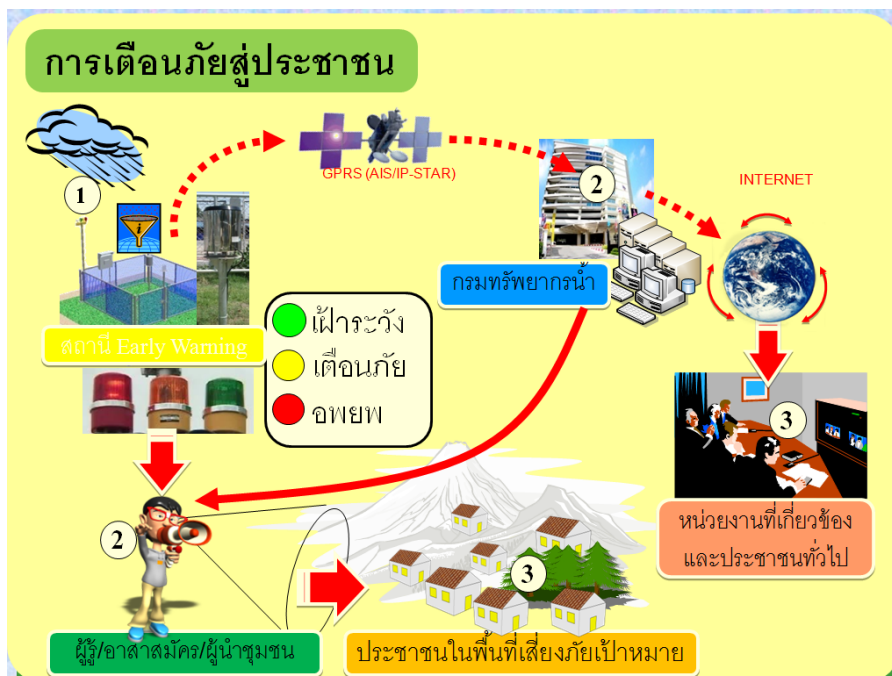 การเตือนภัยสู่ประชาชน
1
GPRS (AIS/IP-STAR)
2
INTERNET
กรมทรัพยากรน้ำ
สถานี Early Warning
เฝ้าระวัง
เตือนภัย
อพยพ
3
หน่วยงานที่เกี่ยวข้อง
และประชาชนทั่วไป
2
3
ผู้รู้/อาสาสมัคร/ผู้นำชุมชน
ประชาชนในพื้นที่เสี่ยงภัยเป้าหมาย